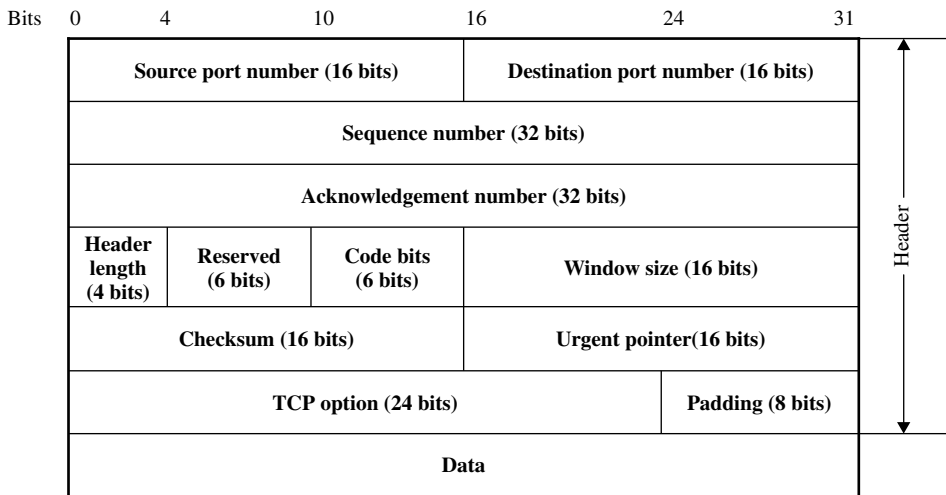 Bits 0 4 10 16 24 31
Source port number (16 bits) Destination port number (16 bits)
Sequence number (32 bits)
Acknowledgement number (32 bits)
Header
length
(4 bits)
Reserved
(6 bits)
Code bits
(6 bits)
Window size (16 bits)
Checksum (16 bits) Urgent pointer(16 bits)
TCP option (24 bits) Padding (8 bits)
Data
Header